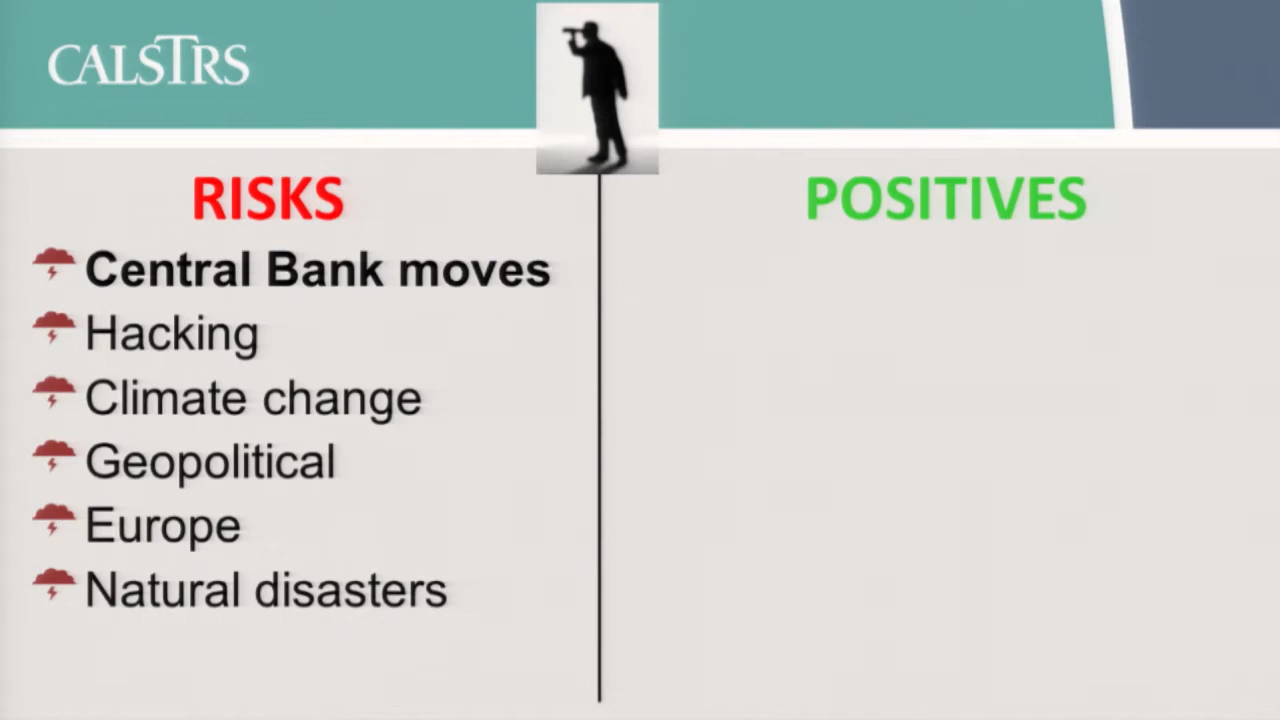 CALSTRS
RISKS
Central Bank moves
Hacking
Climate change
Geopolitical
Europe
Natural disasters
POSITIVES